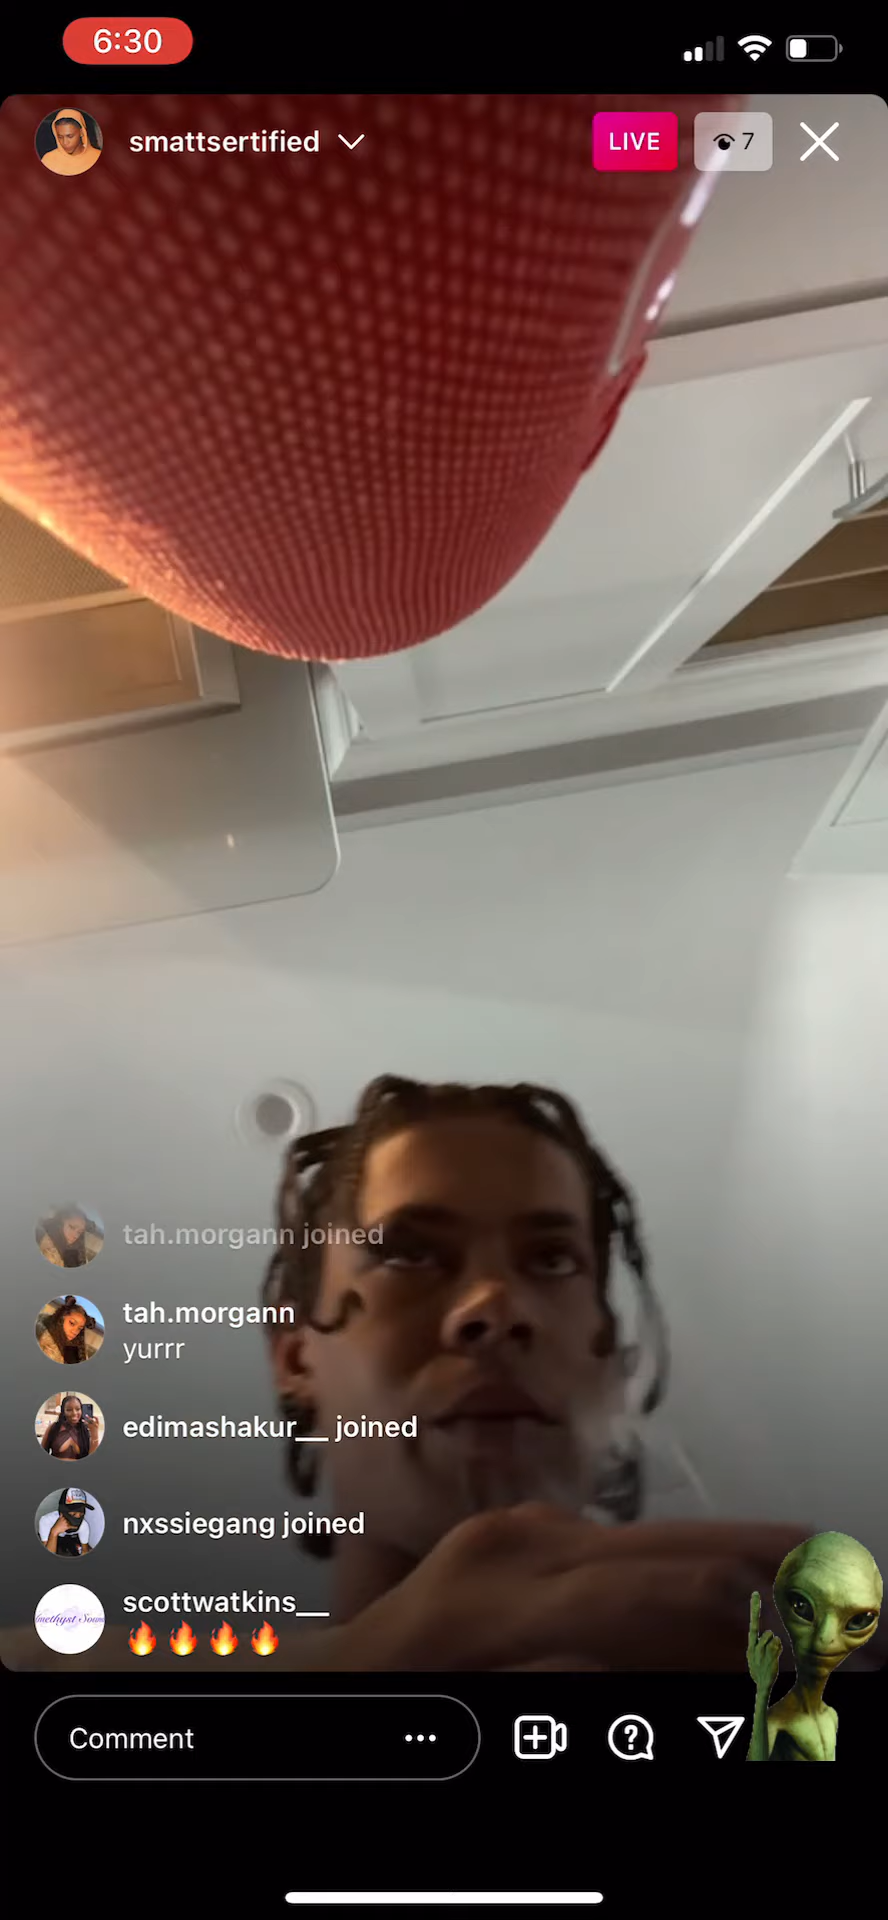 6:30
smattsertified
LIVE
7
tah.morgann joined
tah.morgann
yurrr
edimashakur__ joined
nxssiegang joined
scottwatkins__
🔥🔥🔥🔥
Comment